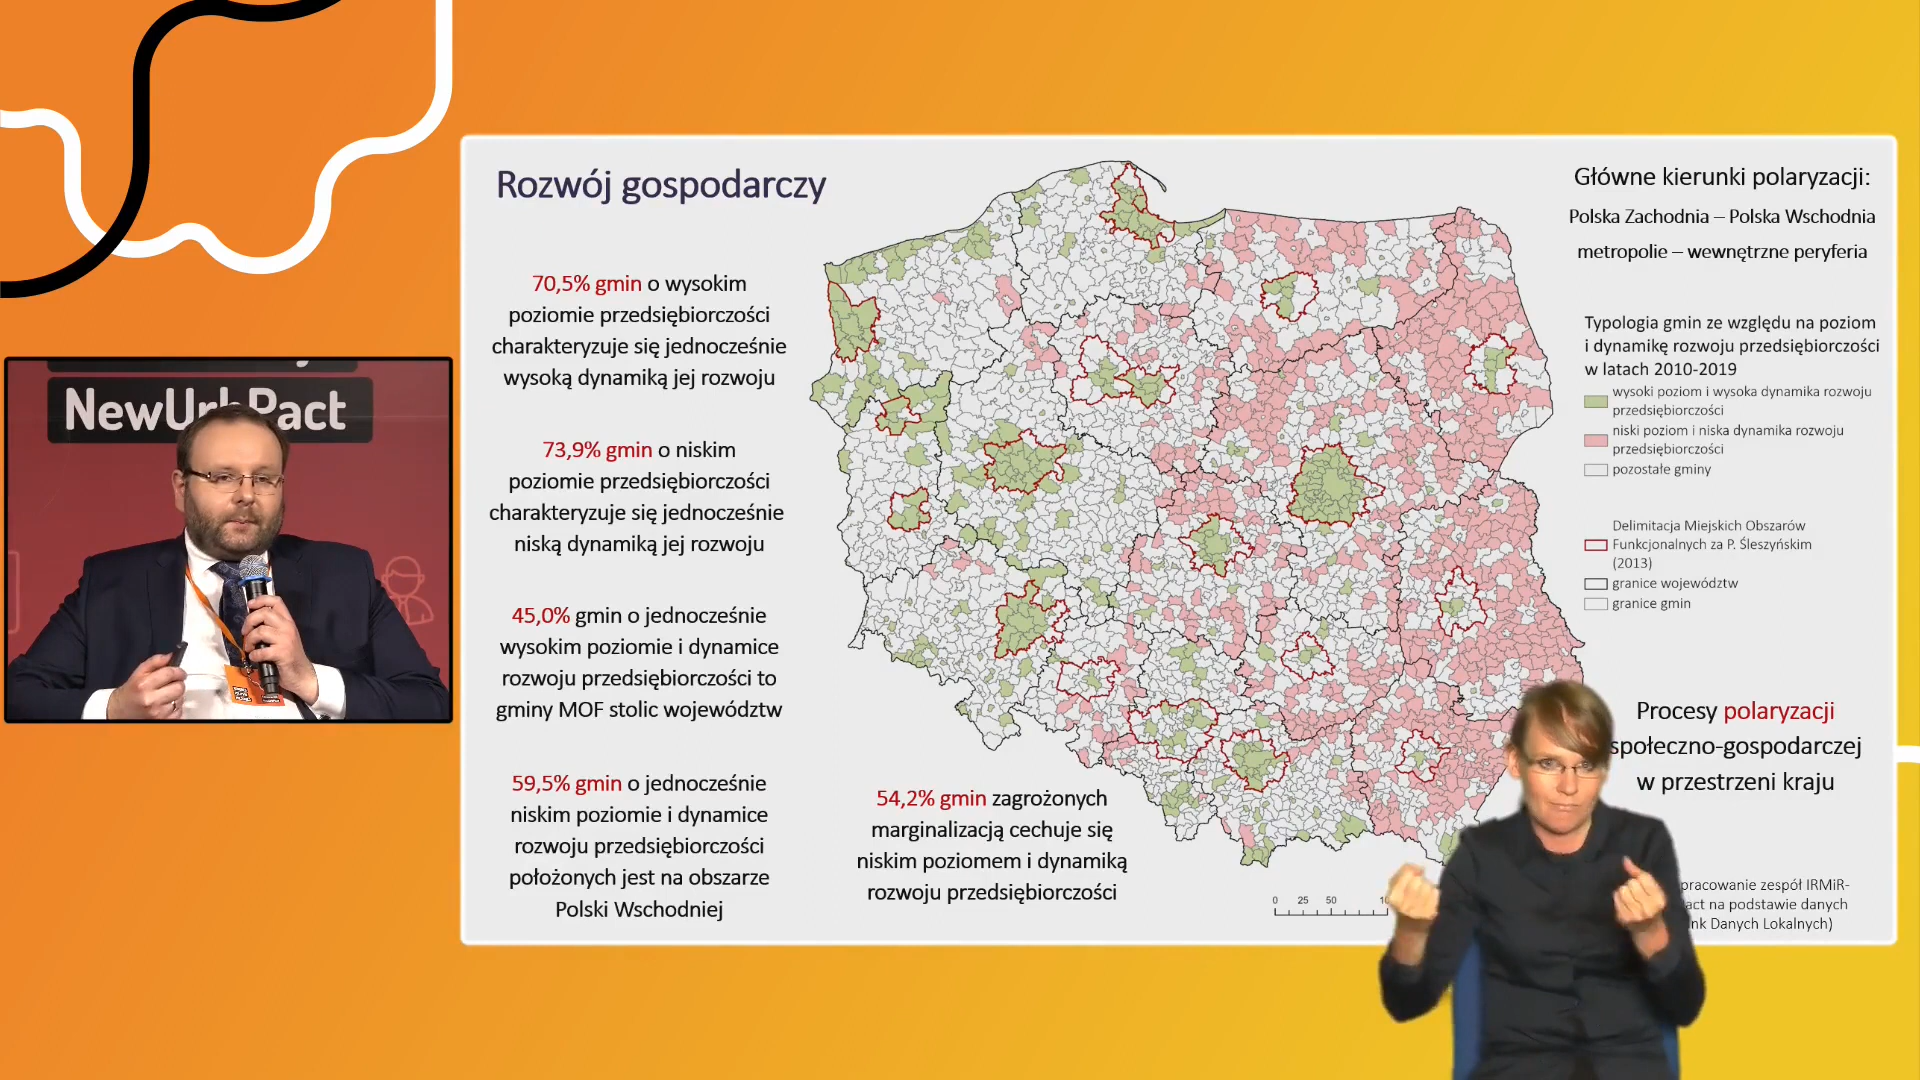 NewUrbPact
Rozwój gospodarczy
70,5% gmin o wysokim
poziomie przedsiębiorczości
charakteryzuje się jednocześnie
wysoką dynamiką jej rozwoju
73,9% gmin o niskim
poziomie przedsiębiorczości
charakteryzuje się jednocześnie
niską dynamiką jej rozwoju
45,0% gmin o jednocześnie
wysokim poziomie i dynamice
rozwoju przedsiębiorczości to
gminy MOF stolic województw
59,5% gmin o jednocześnie
niskim poziomie i dynamice
rozwoju przedsiębiorczości
położonych jest na obszarze
Polski Wschodniej
54,2% gmin zagrożonych
marginalizacją cechuje się
niskim poziomem i dynamiką
rozwoju przedsiębiorczości
0 25 50
Główne kierunki polaryzacji:
Polska Zachodnia – Polska Wschodnia
metropolie – wewnętrzne peryferia
Typologia gmin ze względu na poziom
i dynamikę rozwoju przedsiębiorczości
w latach 2010-2019
wysoki poziom i wysoka dynamika rozwoju
przedsiębiorczości
niski poziom i niska dynamika rozwoju
przedsiębiorczości
pozostałe gminy
Delimitacja Miejskich Obszarów
Funkcjonalnych za P. Śleszyńskim
(2013)
granice województw
granice gmin
Procesy polaryzacji
społeczno-gospodarczej
w przestrzeni kraju
pracowanie zespół IRMiR-
act na podstawie danych
nk Danych Lokalnych)